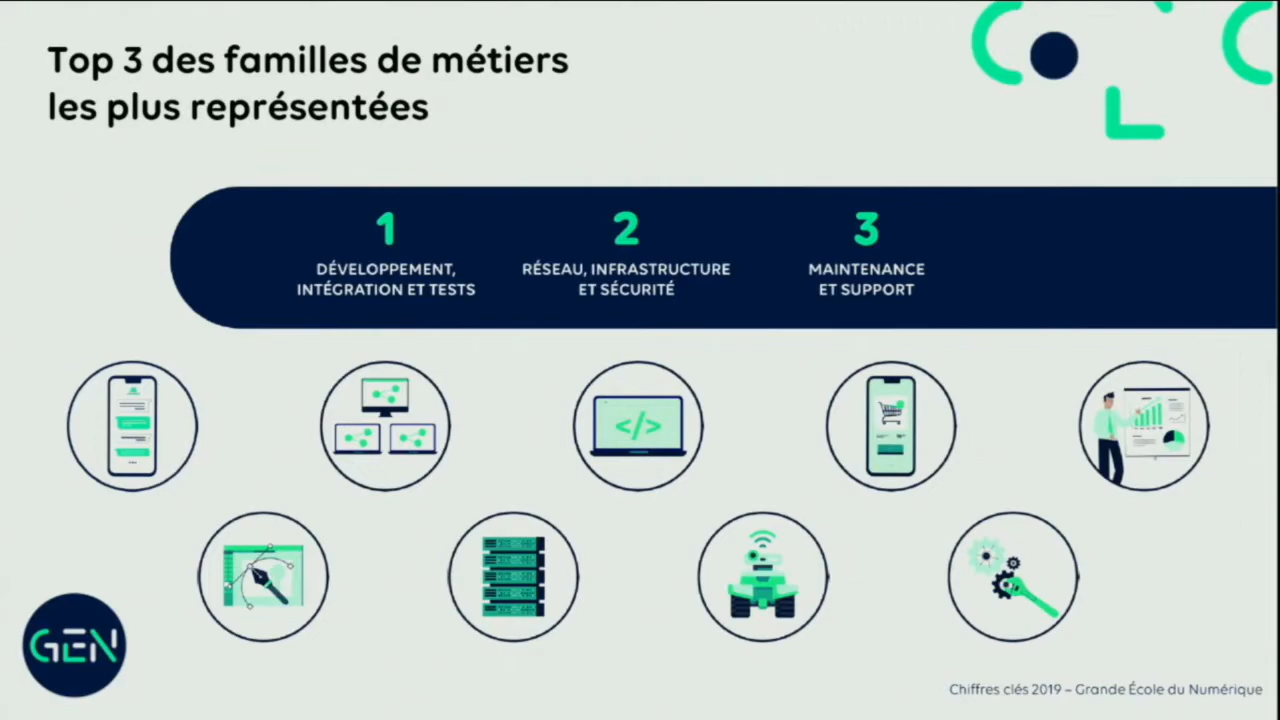 Top 3 des familles de métiers
les plus représentées
1
DÉVELOPPEMENT,
INTÉGRATION ET TESTS
2
RÉSEAU, INFRASTRUCTURE
ET SÉCURITÉ
3
MAINTENANCE
ET SUPPORT
</>
GEN
Chiffres clés 2019 – Grande École du Numérique